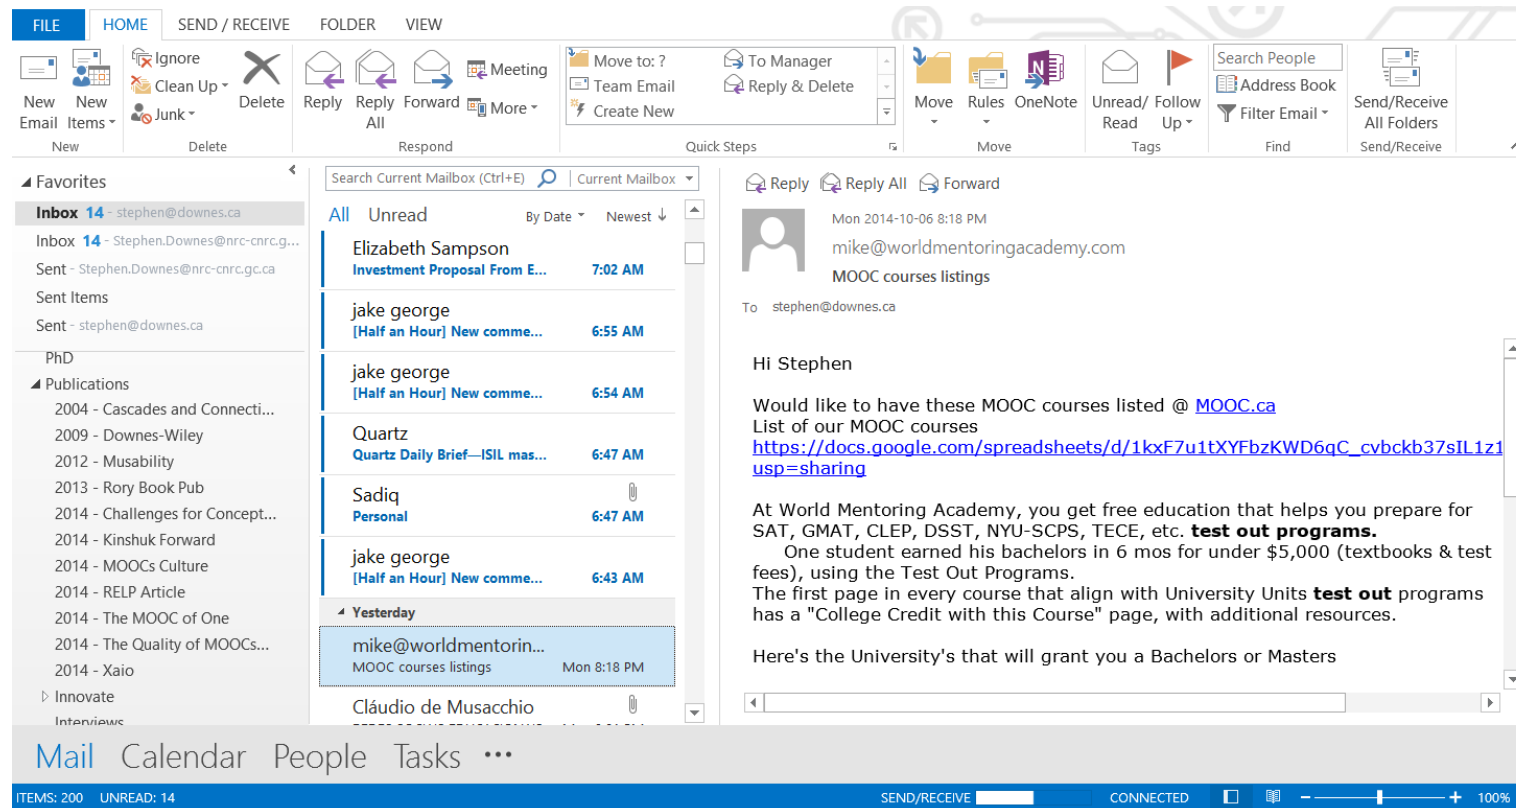 FILE HOME SEND / RECEIVE FOLDER VIEW
New Email
New Items
Ignore
Clean Up
Junk
Delete
Reply
Reply All
Forward
Meeting
More
Move to: ?
Team Email
Create New
To Manager
Reply & Delete
Move
Rules
OneNote
Unread/ Read
Follow Up
Search People
Address Book
Filter Email
Send/Receive All Folders
New Delete Respond Quick Steps Move Tags Find Send/Receive
Favorites
Inbox 14 - stephen@downes.ca
Inbox 14 - Stephen.Downes@nrc-cnrc.g...
Sent - Stephen.Downes@nrc-cnrc.gc.ca
Sent Items
Sent - stephen@downes.ca
PhD
Publications
2004 - Cascades and Connecti...
2009 - Downes-Wiley
2012 - Musability
2013 - Rory Book Pub
2014 - Challenges for Concept...
2014 - Kinshuk Forward
2014 - MOOCs Culture
2014 - RELP Article
2014 - The MOOC of One
2014 - The Quality of MOOCs...
2014 - Xaio
Innovate
Interviews
Search Current Mailbox (Ctrl+E) Current Mailbox
All Unread By Date Newest
Elizabeth Sampson
Investment Proposal From E... 7:02 AM
jake george
[Half an Hour] New comme... 6:55 AM
jake george
[Half an Hour] New comme... 6:54 AM
Quartz
Quartz Daily Brief—ISIL mas... 6:47 AM
Sadiq
Personal 6:47 AM
jake george
[Half an Hour] New comme... 6:43 AM
Yesterday
mike@worldmentorin...
MOOC courses listings Mon 8:18 PM
Cláudio de Musacchio
Reply Reply All Forward
Mon 2014-10-06 8:18 PM
mike@worldmentoringacademy.com
MOOC courses listings
To stephen@downes.ca
Hi Stephen
Would like to have these MOOC courses listed @ MOOC.ca
List of our MOOC courses
https://docs.google.com/spreadsheets/d/1kxF7u1tXYFbzKWD6qC_cvbckb37sIL1z1
usp=sharing
At World Mentoring Academy, you get free education that helps you prepare for
SAT, GMAT, CLEP, DSST, NYU-SCPS, TECE, etc. test out programs.
One student earned his bachelors in 6 mos for under $5,000 (textbooks & test
fees), using the Test Out Programs.
The first page in every course that align with University Units test out programs
has a "College Credit with this Course" page, with additional resources.
Here's the University's that will grant you a Bachelors or Masters
Mail Calendar People Tasks •••
ITEMS: 200 UNREAD: 14 SEND/RECEIVE CONNECTED 100%